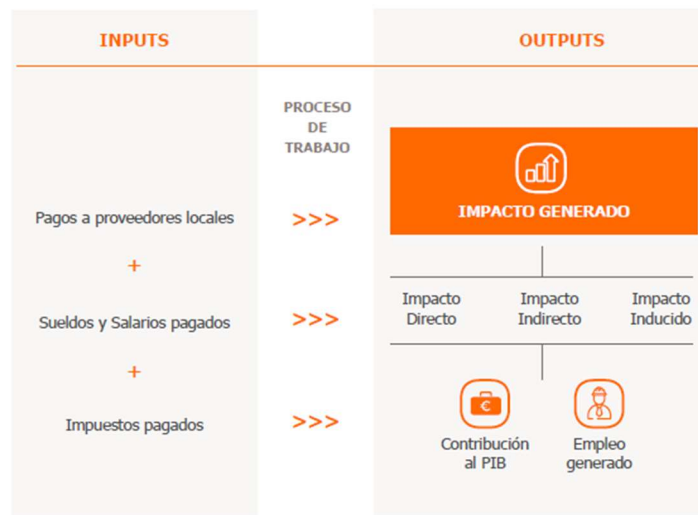 INPUTS
OUTPUTS
PROCESO
DE
TRABAJO
IMPACTO GENERADO
Pagos a proveedores locales
>>>
+
Impacto
Directo
Impacto
Indirecto
Impacto
Inducido
Sueldos y Salarios pagados
>>>
+
€
Contribución
al PIB
Empleo
generado
Impuestos pagados
>>>